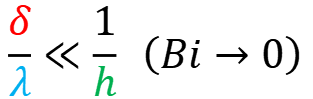 δ/λ ≪ 1/h (Bi → 0)